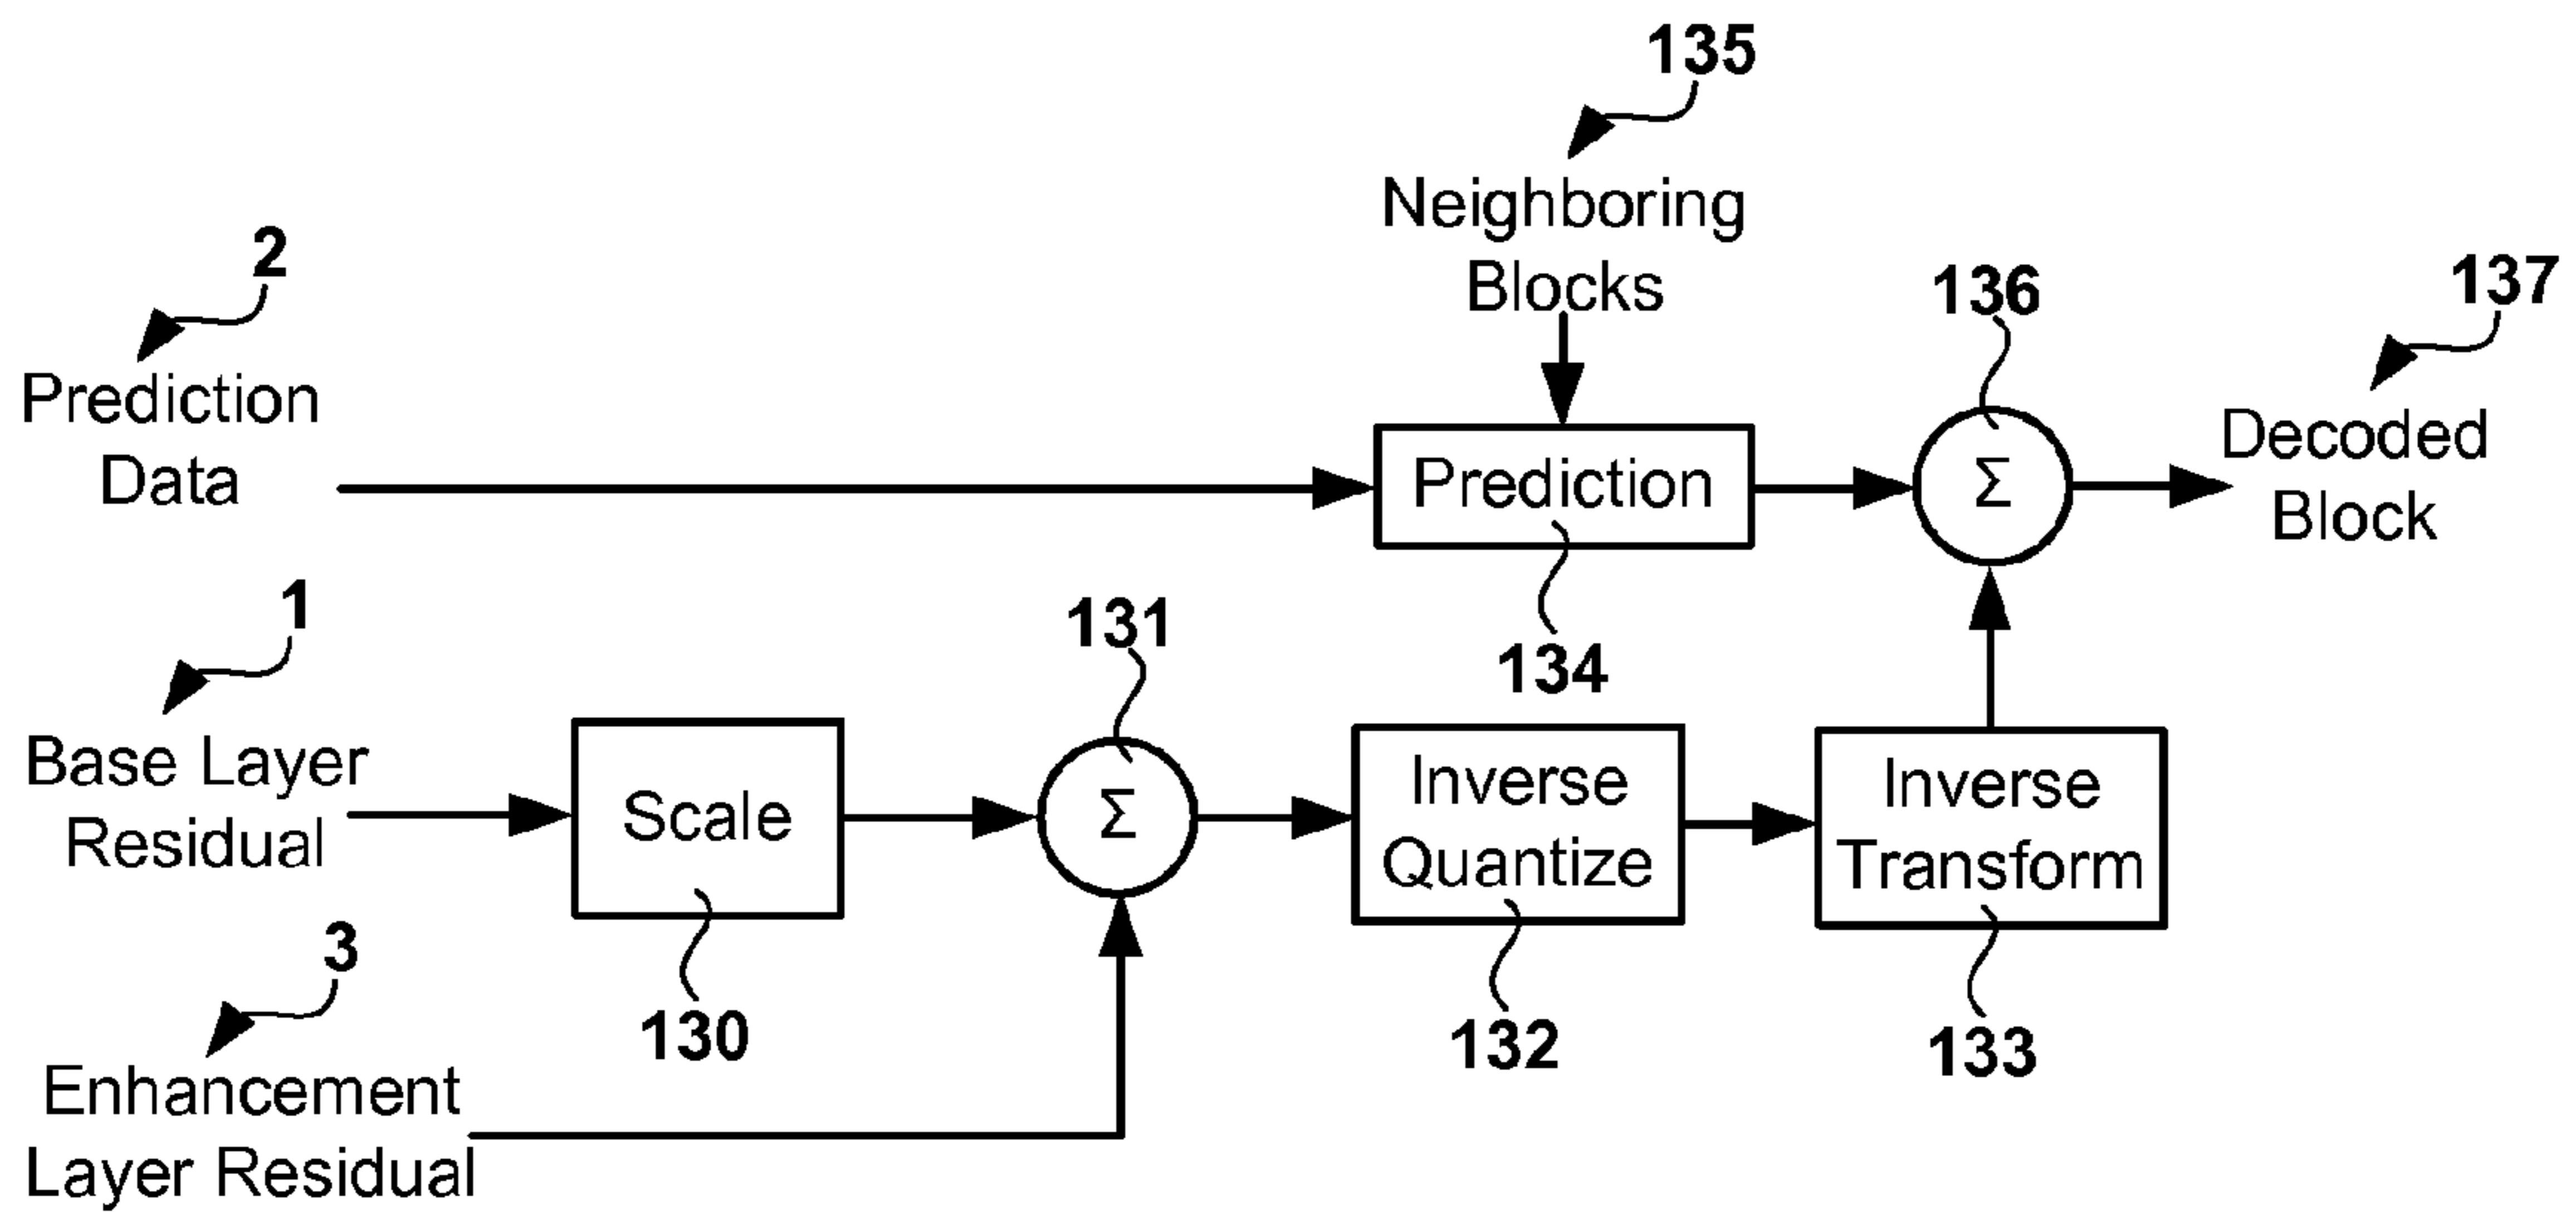 135
Neighboring
Blocks
2
136
137
Prediction
Data
Prediction
Σ
Decoded
Block
1
131
134
Base Layer
Residual
Scale
Σ
Inverse
Quantize
Inverse
Transform
3
130
132
133
Enhancement
Layer Residual